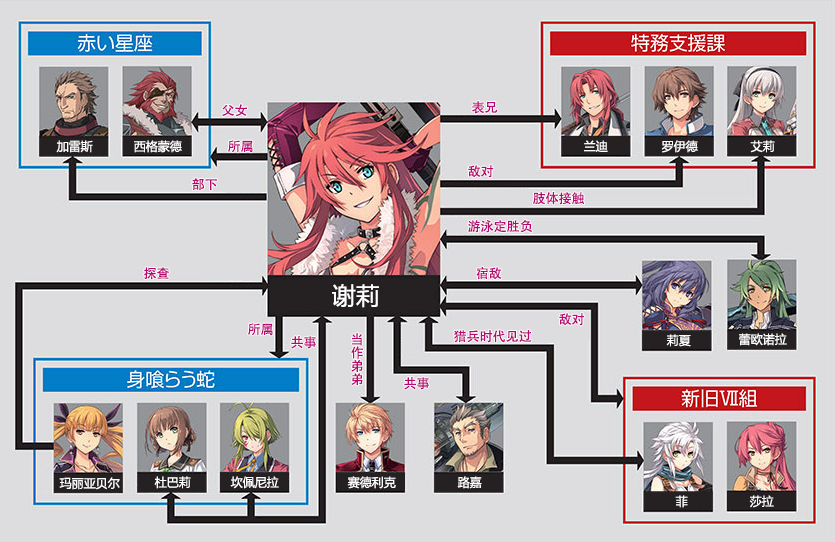 赤い星座
加雷斯
西格蒙德
父女
所属
部下
谢莉
特務支援課
兰迪
罗伊德
艾莉
表兄
敌对
肢体接触
游泳定胜负
宿敌
莉夏
蕾欧诺拉
敌对
猎兵时代见过
新旧Ⅶ組
菲
莎拉
探查
所属
共事
当作弟弟
共事
身喰らう蛇
玛丽亚贝尔
杜巴莉
坎佩尼拉
赛德利克
路嘉